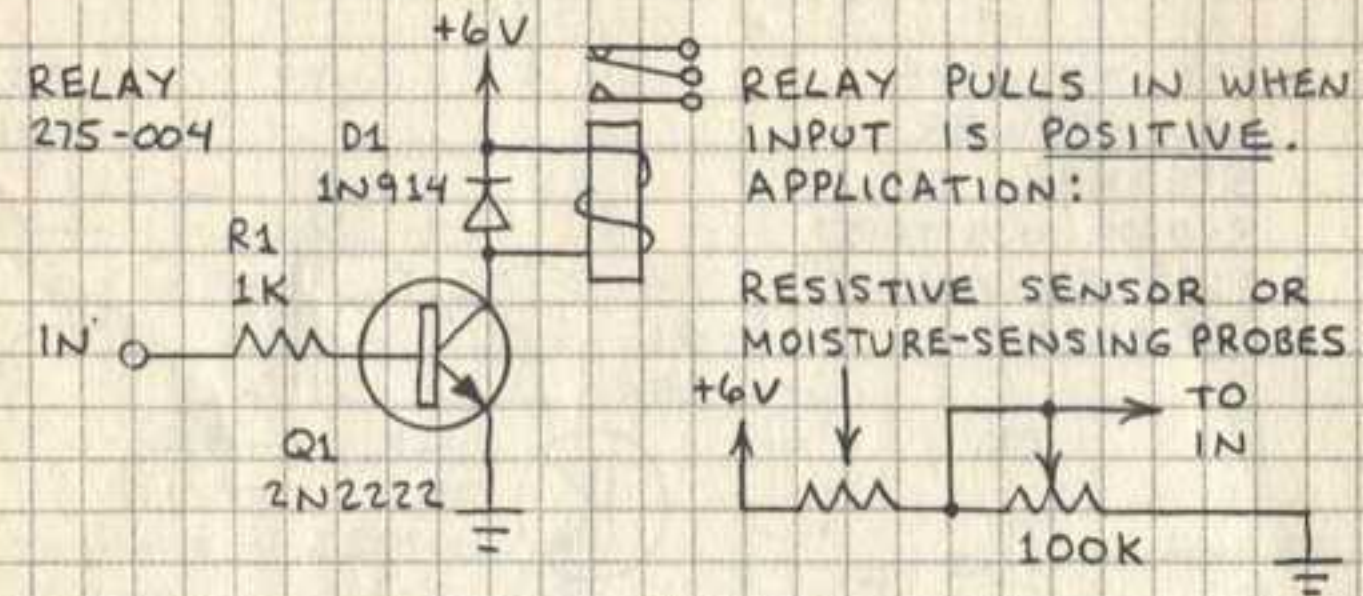 +6V
RELAY
275-004
D1
1N914
R1
1K
IN
Q1
2N2222
RELAY PULLS IN WHEN
INPUT IS POSITIVE.
APPLICATION:
RESISTIVE SENSOR OR
MOISTURE-SENSING PROBES
+6V
TO
IN
100K